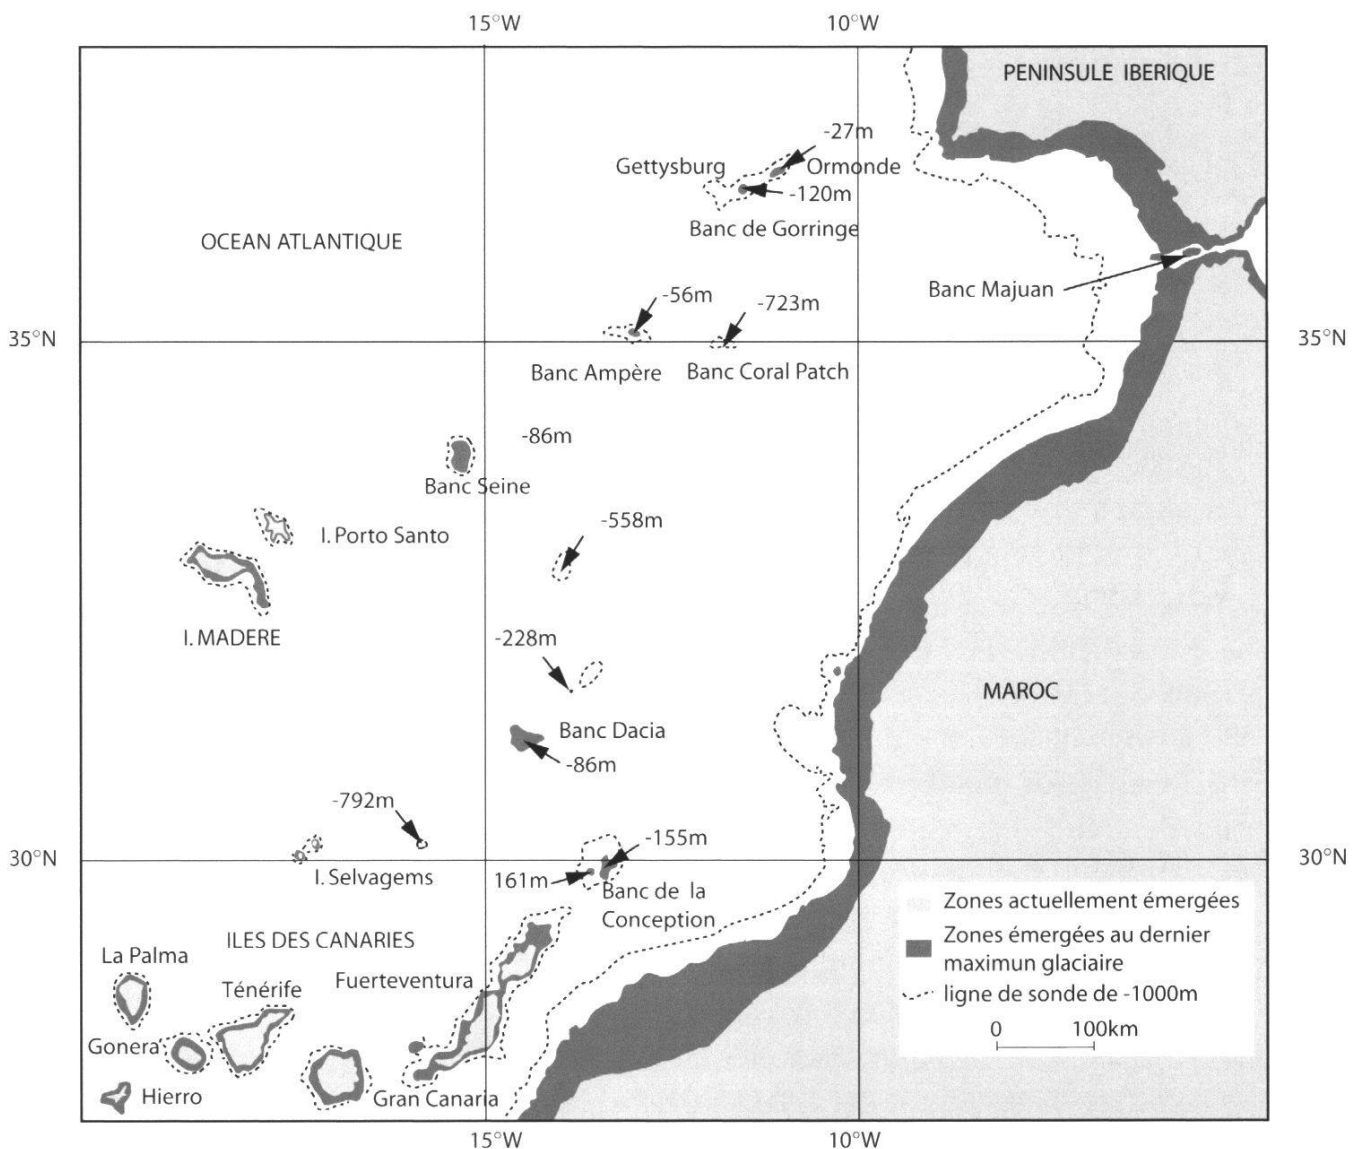 15°W 10°W
PENINSULE IBERIQUE
-27m
Gettysburg Ormonde
-120m
Banc de Gorringe
OCEAN ATLANTIQUE
Banc Majuan
-56m -723m
35°N 35°N
Banc Ampère Banc Coral Patch
-86m
Banc Seine
-558m
I. Porto Santo
I. MADERE
-228m
MAROC
Banc Dacia
-86m
-792m
-155m
30°N 30°N
I. Selvagems
161m
Banc de la
Conception
Zones actuellement émergées
Zones émergées au dernier
maximun glaciaire
ligne de sonde de -1000m
0 100km
ILES DES CANARIES
La Palma
Fuerteventura
Ténérife
Gonera
Hierro
Gran Canaria
15°W 10°W